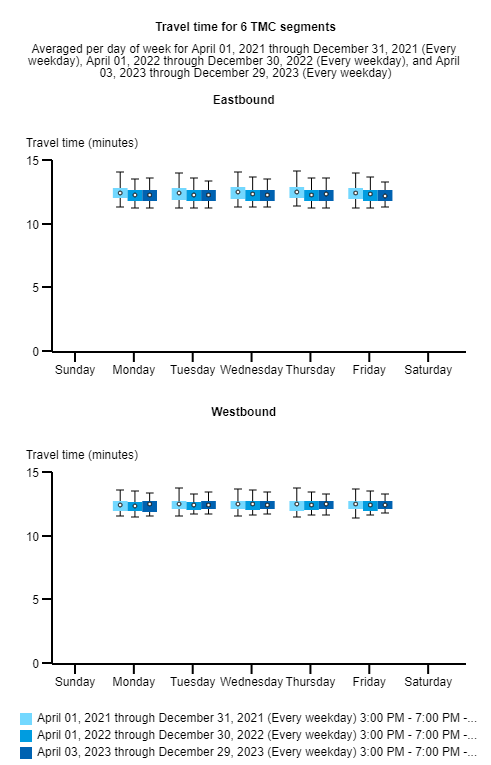 Travel time for 6 TMC segments
Averaged per day of week for April 01, 2021 through December 31, 2021 (Every
weekday), April 01, 2022 through December 30, 2022 (Every weekday), and April
03, 2023 through December 29, 2023 (Every weekday)
Eastbound
Travel time (minutes)
15
10
5
0
Sunday Monday Tuesday Wednesday Thursday Friday Saturday
Westbound
Travel time (minutes)
15
10
5
0
Sunday Monday Tuesday Wednesday Thursday Friday Saturday
April 01, 2021 through December 31, 2021 (Every weekday) 3:00 PM - 7:00 PM -...
April 01, 2022 through December 30, 2022 (Every weekday) 3:00 PM - 7:00 PM -...
April 03, 2023 through December 29, 2023 (Every weekday) 3:00 PM - 7:00 PM -...